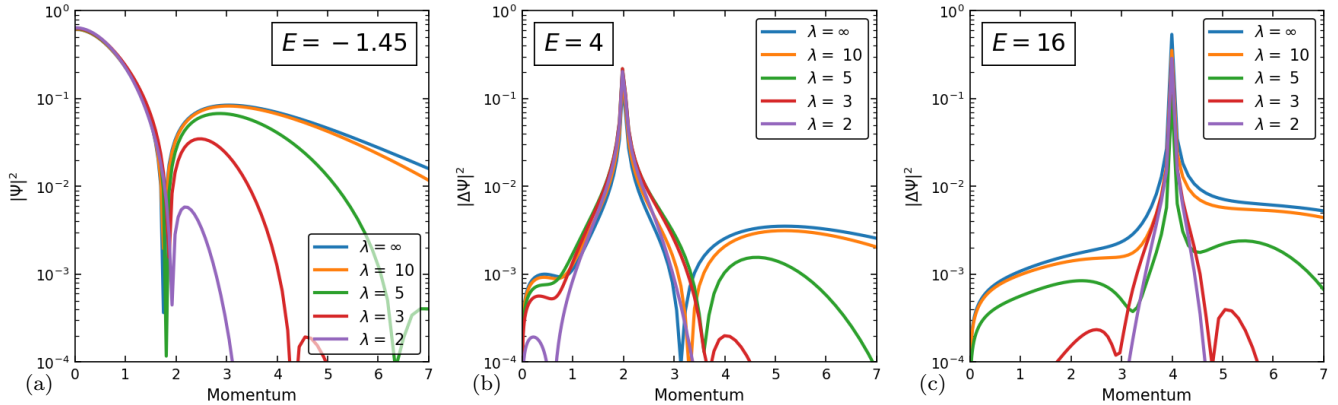 10⁰
10⁻¹
10⁻²
10⁻³
10⁻⁴
|Ψ|²
E = −1.45
λ = ∞
λ = 10
λ = 5
λ = 3
λ = 2
0 1 2 3 4 5 6 7
Momentum
(a)
10⁰
10⁻¹
10⁻²
10⁻³
10⁻⁴
|ΔΨ|²
E = 4
λ = ∞
λ = 10
λ = 5
λ = 3
λ = 2
0 1 2 3 4 5 6 7
Momentum
(b)
10⁰
10⁻¹
10⁻²
10⁻³
10⁻⁴
|ΔΨ|²
E = 16
λ = ∞
λ = 10
λ = 5
λ = 3
λ = 2
0 1 2 3 4 5 6 7
Momentum
(c)